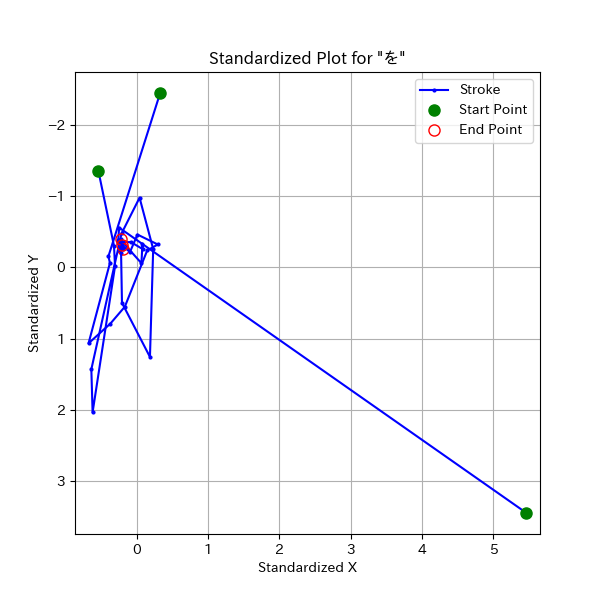 Standardized Plot for "を"
Stroke
Start Point
End Point
−2
−1
0
1
2
3
Standardized Y
0 1 2 3 4 5
Standardized X